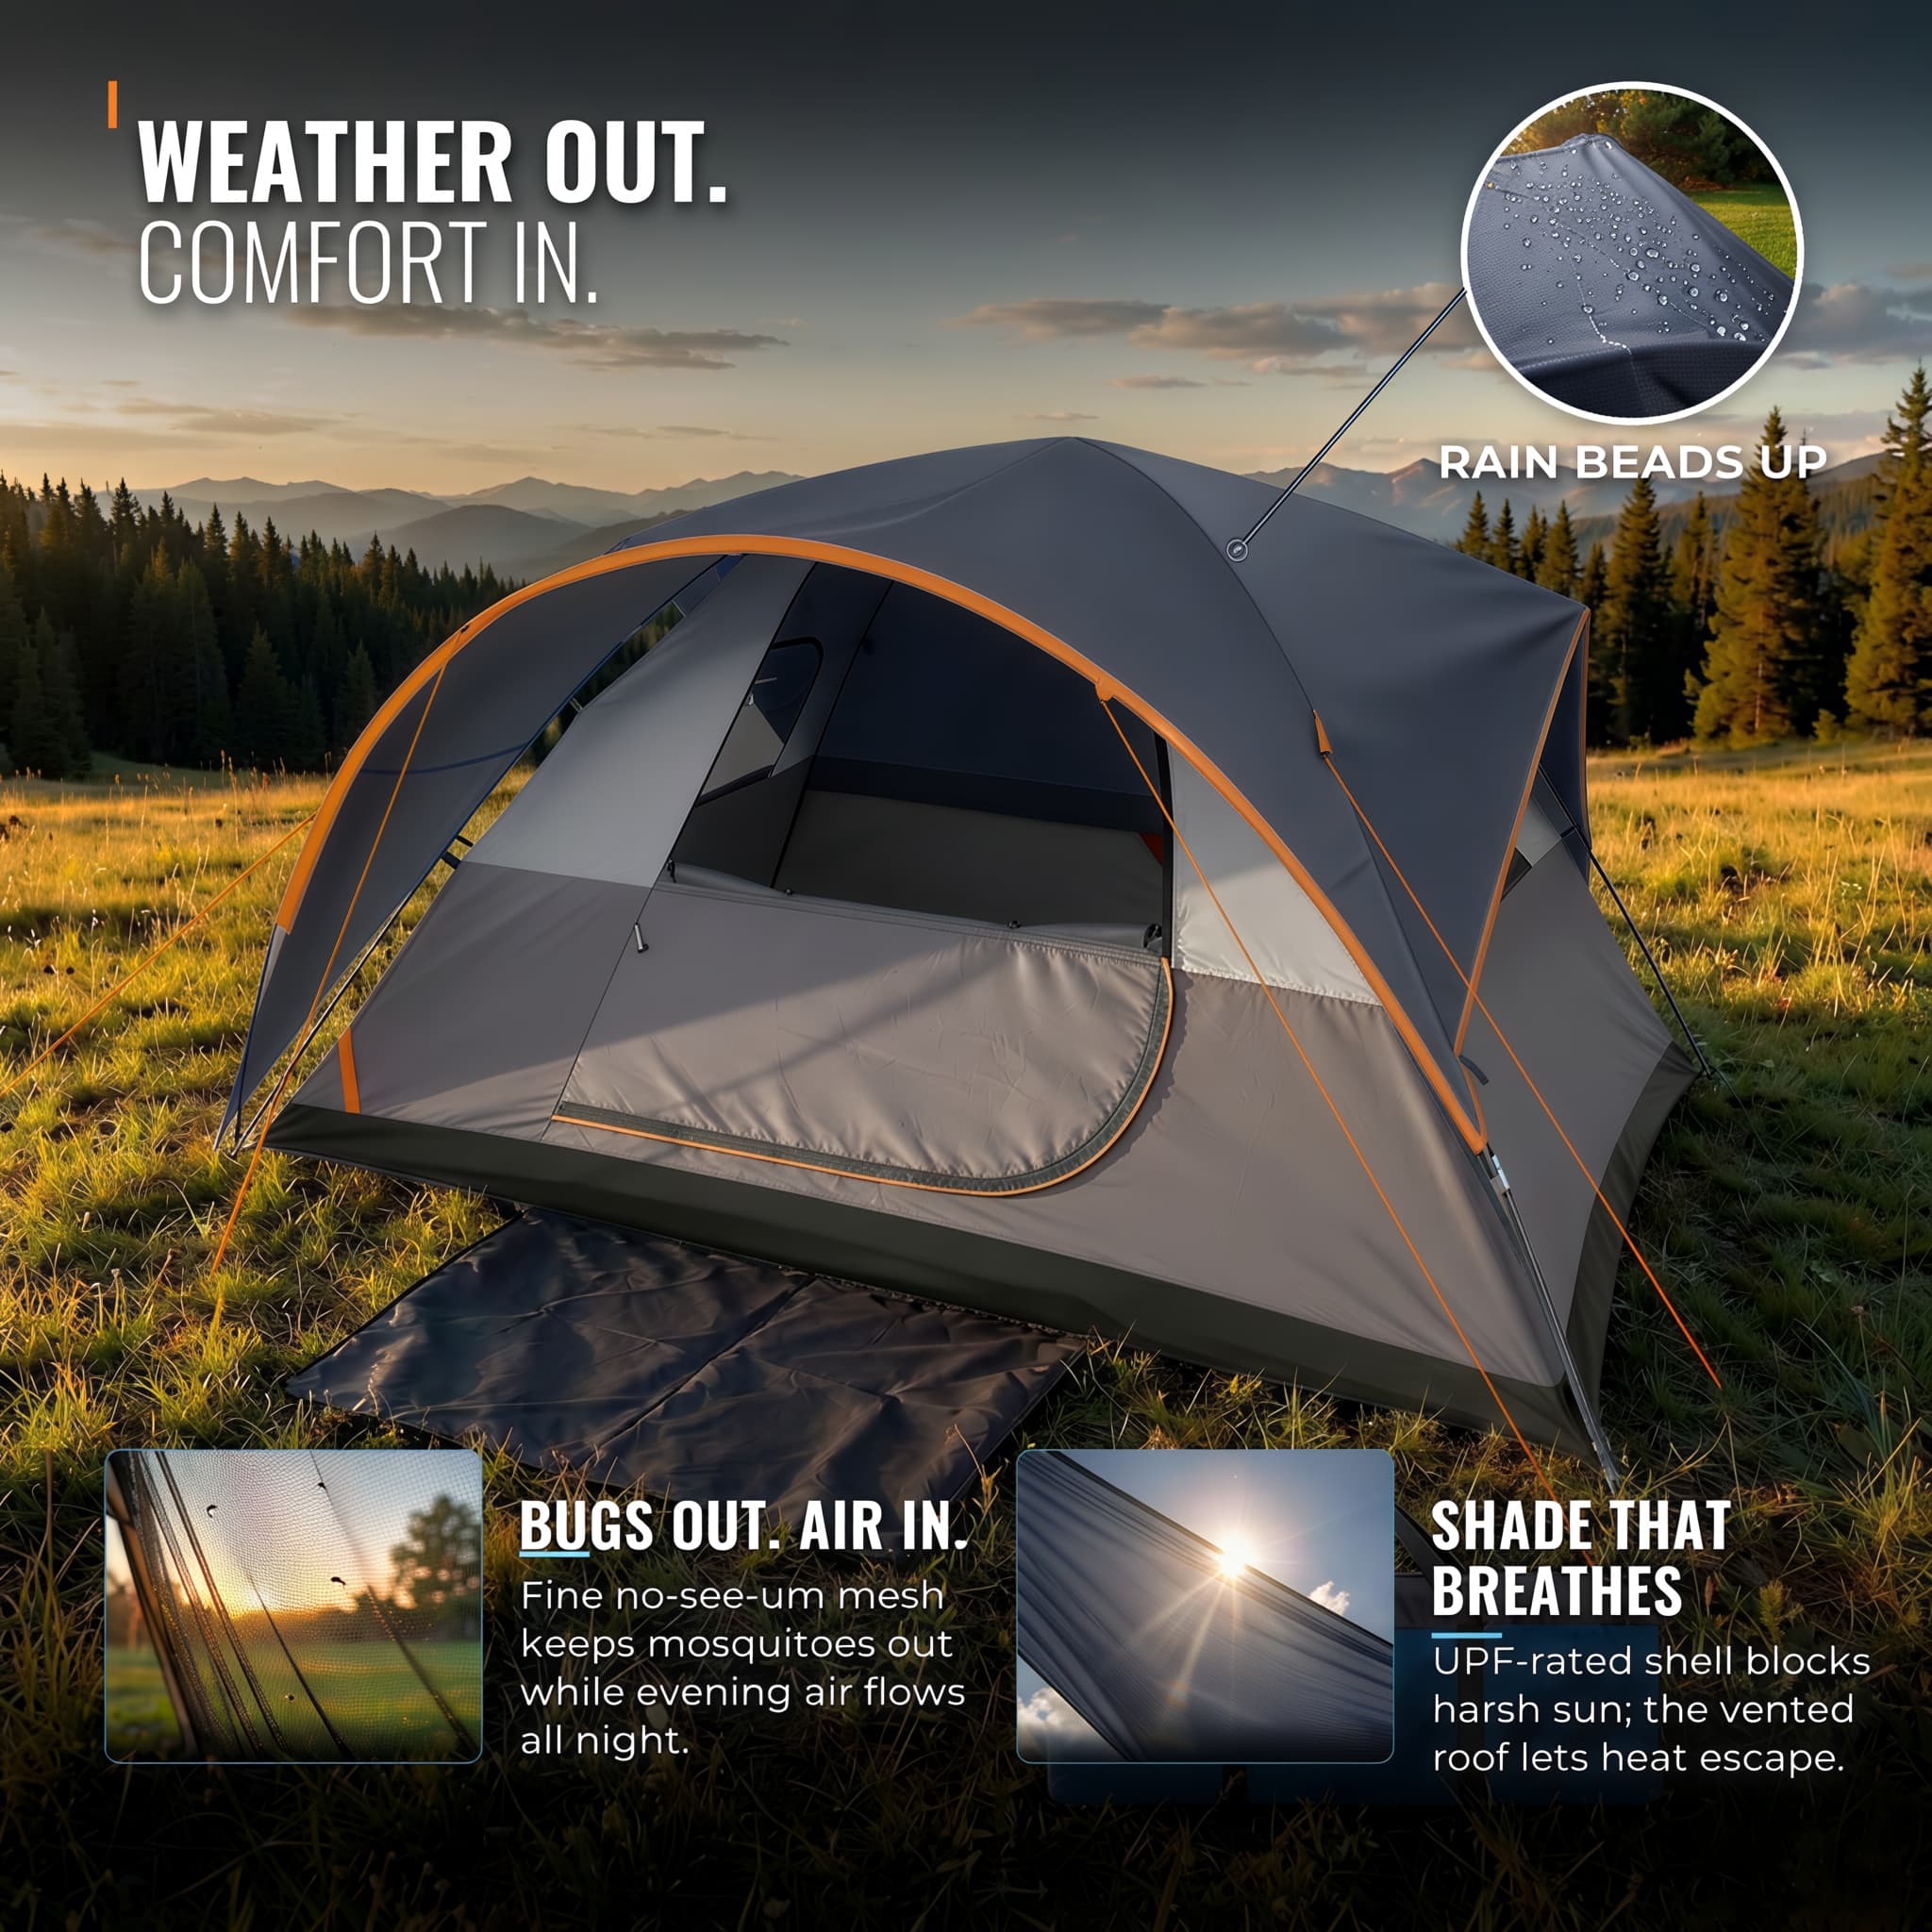 WEATHER OUT.
COMFORT IN.
RAIN BEADS UP
BUGS OUT. AIR IN.
Fine no-see-um mesh
keeps mosquitoes out
while evening air flows
all night.
SHADE THAT
BREATHES
UPF-rated shell blocks
harsh sun; the vented
roof lets heat escape.